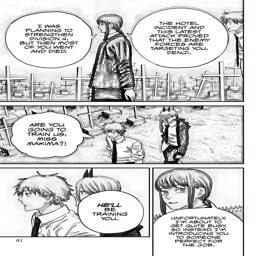 I WAS
PLANNING TO
STRENGTHEN
DIVISION 4,
BUT THEN MOST
OF YOU WENT
AND DIED.
THE HOTEL
INCIDENT AND THIS
LATEST
ATTACK PROVED
THAT THE ENEMY
FORCES ARE
TARGETING YOU,
DENJI.
ARE YOU
GOING TO
TRAIN US,
MISS
MAKIMA?!
HE'LL
BE
TRAINING
YOU.
UNFORTUNATELY,
I'M ABOUT TO
GET QUITE BUSY,
SO INSTEAD, I'M
INTRODUCING YOU
TO SOMEONE
PERFECT FOR
THE JOB.